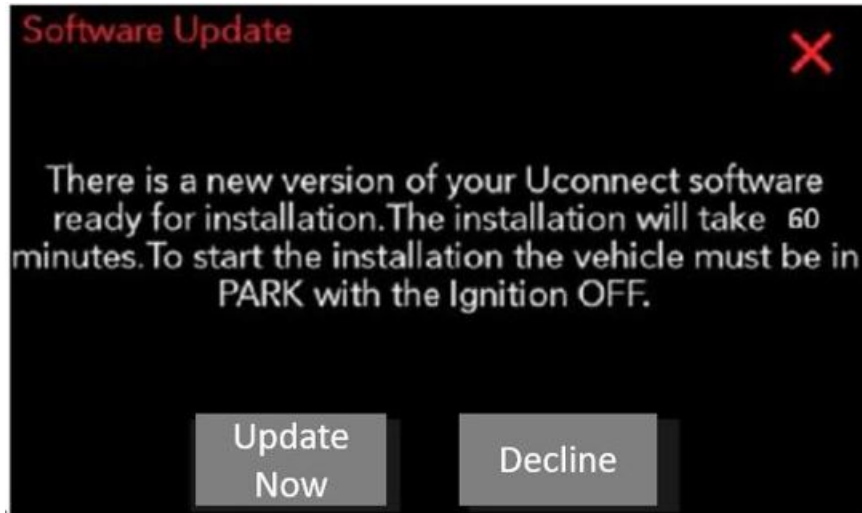 Software Update
There is a new version of your Uconnect software
ready for installation.The installation will take 60
minutes.To start the installation the vehicle must be in
PARK with the Ignition OFF.
Update
Now
Decline